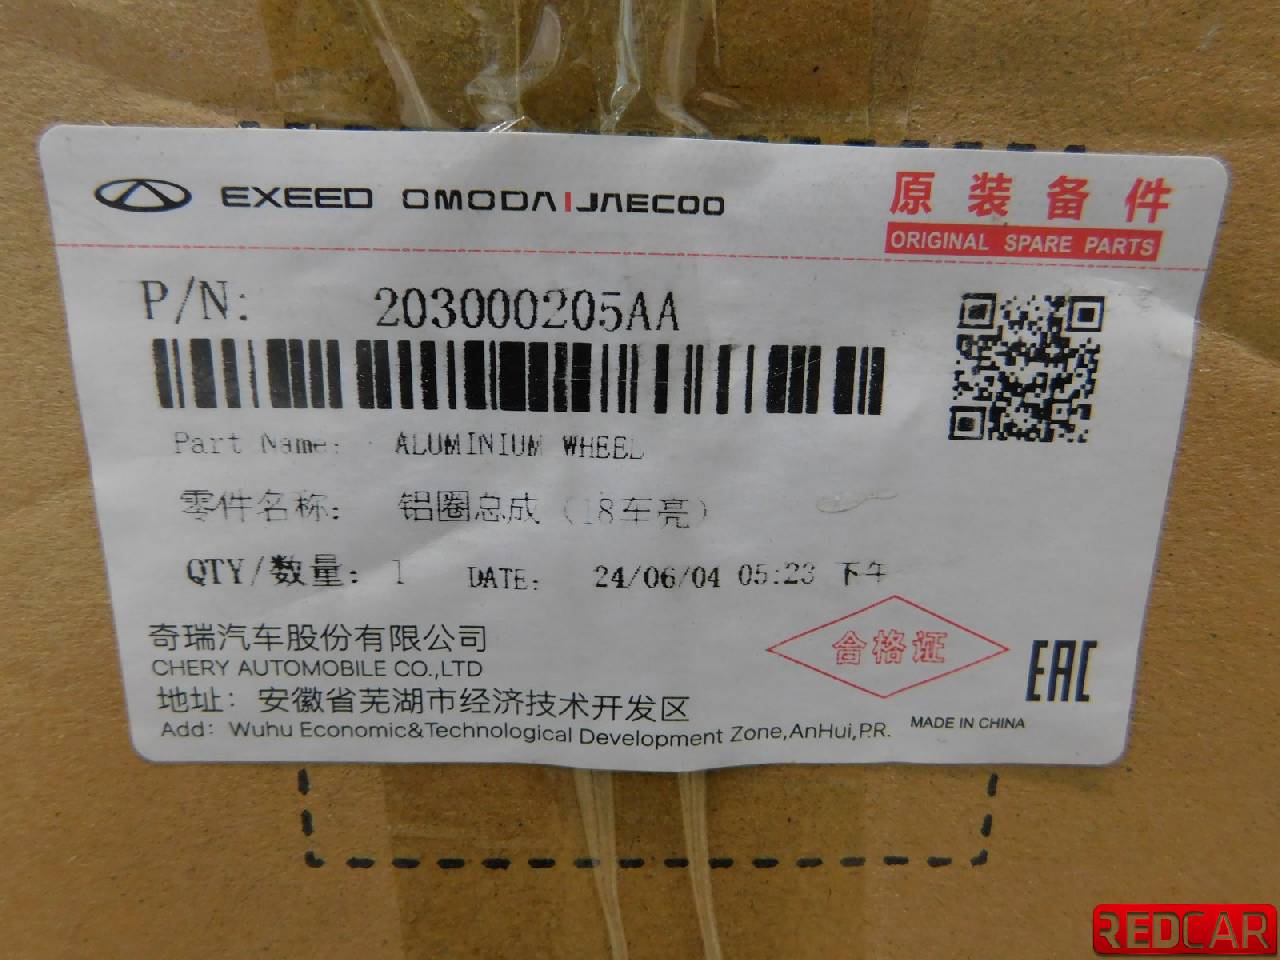 EXEED OMODA|JAECOO
原装备件
ORIGINAL SPARE PARTS
P/N: 203000205AA
Part Name: ALUMINIUM WHEEL
零件名称: 铝圈总成(18车亮)
QTY/数量: 1 DATE: 24/06/04 05:23 下午
奇瑞汽车股份有限公司
CHERY AUTOMOBILE CO.,LTD
合格证
EAC
地址: 安徽省芜湖市经济技术开发区
Add: Wuhu Economic&Technological Development Zone,AnHui,P.R.
MADE IN CHINA
REDCAR